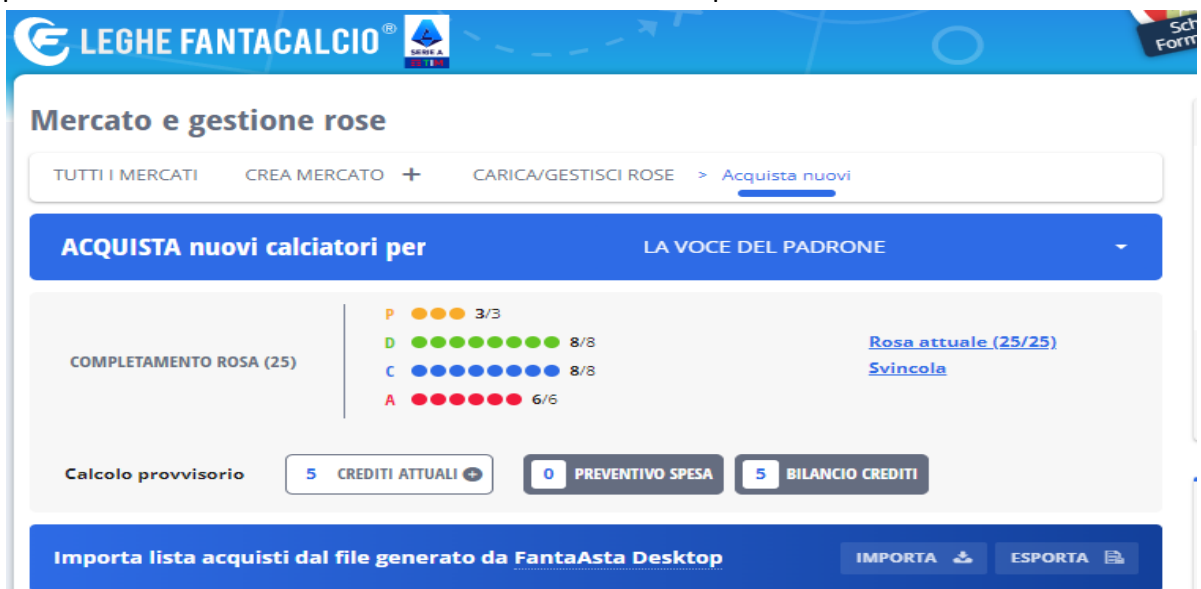 LEGHE FANTACALCIO®
SERIE A
TIM
Mercato e gestione rose
TUTTI I MERCATI CREA MERCATO + CARICA/GESTISCI ROSE > Acquista nuovi
ACQUISTA nuovi calciatori per LA VOCE DEL PADRONE
P 3/3
D 8/8
COMPLETAMENTO ROSA (25)
C 8/8
A 6/6
Rosa attuale (25/25)
Svincola
Calcolo provvisorio 5 CREDITI ATTUALI 0 PREVENTIVO SPESA 5 BILANCIO CREDITI
Importa lista acquisti dal file generato da FantaAsta Desktop IMPORTA ESPORTA